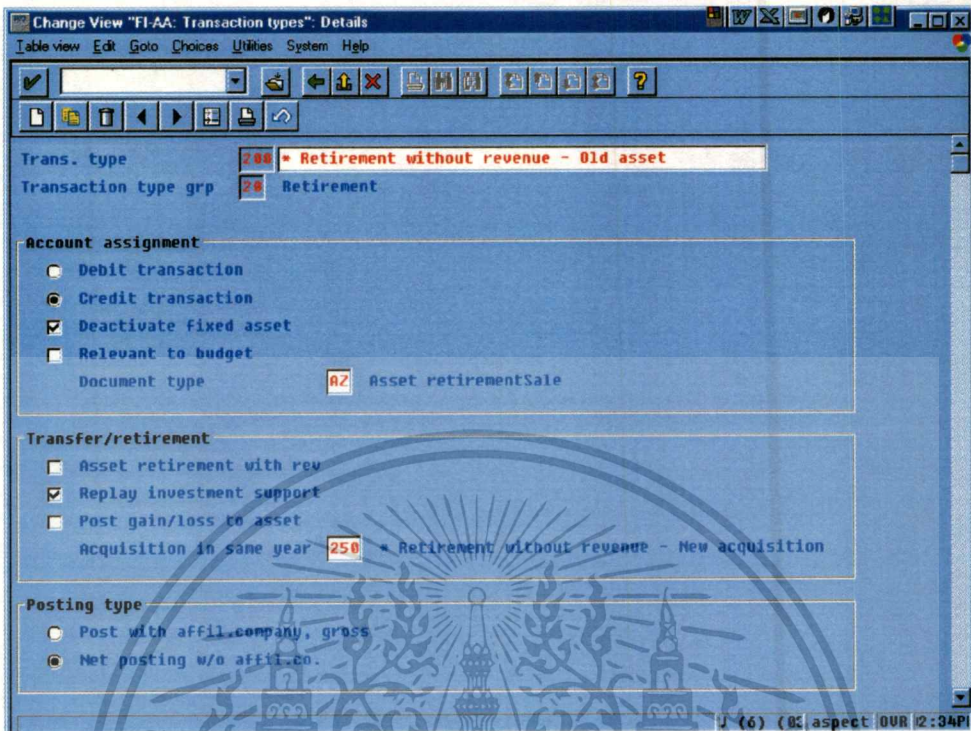 Change View "FI-AA: Transaction types": Details
Table view Edit Goto Choices Utilities System Help
Trans. type 200 * Retirement without revenue - Old asset
Transaction type grp 20 Retirement
Account assignment
Debit transaction
Credit transaction
Deactivate fixed asset
Relevant to budget
Document type AZ Asset retirementSale
Transfer/retirement
Asset retirement with rev
Replay investment support
Post gain/loss to asset
Acquisition in same year 250 * Retirement without revenue - New acquisition
Posting type
Post with affil.company, gross
Net posting w/o affil.co.
(6) aspect OVR 2:34P